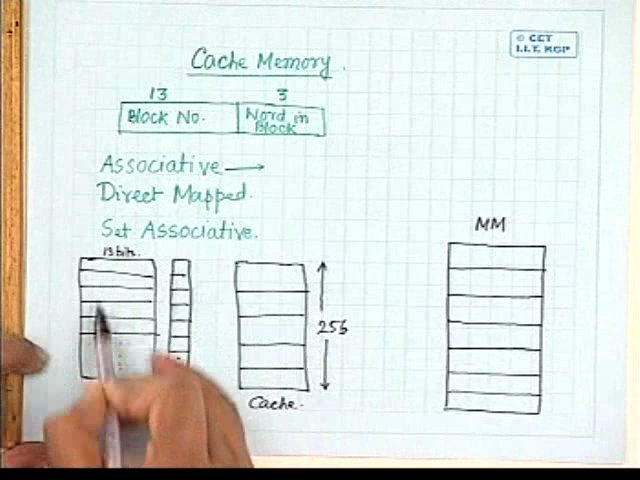 Cache Memory.
© CET
I.I.T. KGP
13 3
Block No. Word in Block
Associative →
Direct Mapped.
Set Associative.
13 bits.
MM
256
Cache.